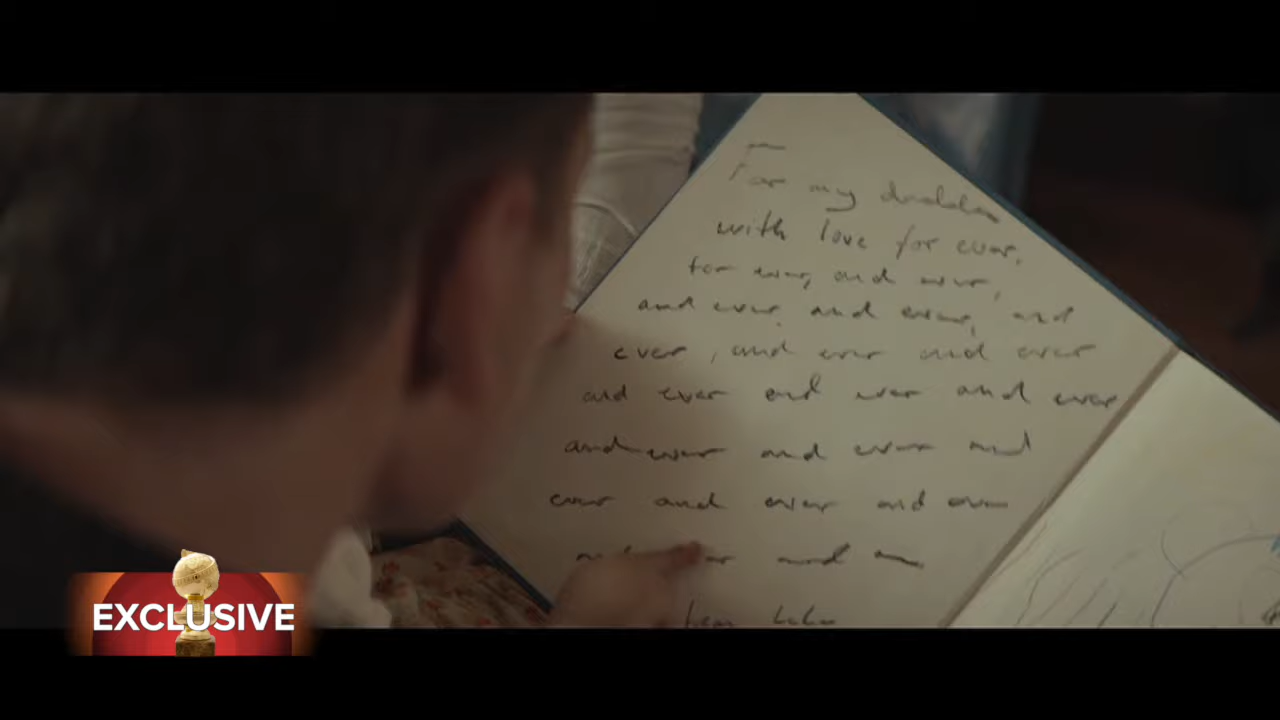 For my
with love for ever,
for ever, and ever,
and ever, and ever, and
ever, and ever and ever
and ever and ever and ever
and ever and ever and
ever and ever and ever
and
EXCLUSIVE